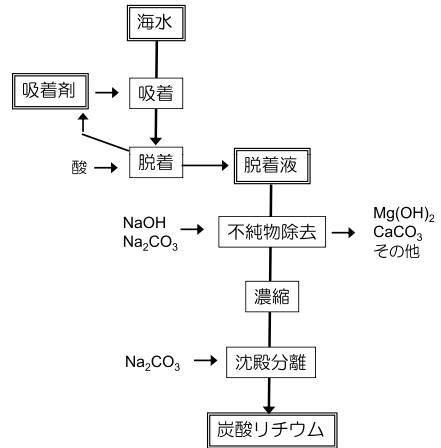 海水
吸着剤
吸着
酸
脱着
脱着液
NaOH
Na₂CO₃
不純物除去
Mg(OH)₂
CaCO₃
その他
濃縮
Na₂CO₃
沈殿分離
炭酸リチウム